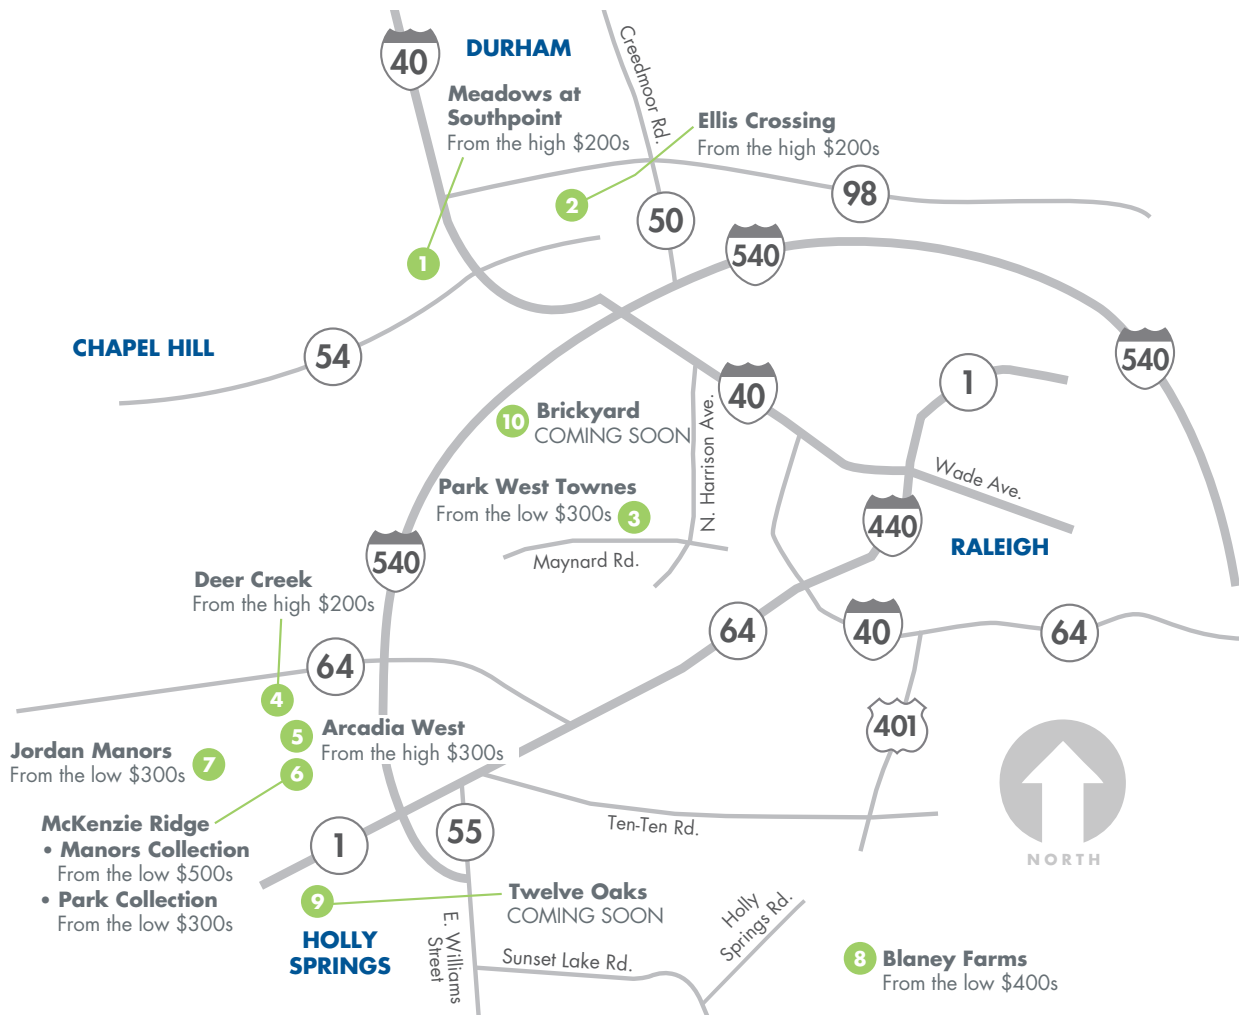 40
DURHAM
Creedmoor Rd.
Meadows at
Southpoint
From the high $200s
Ellis Crossing
From the high $200s
98
2
50
540
1
CHAPEL HILL
54
540
1
40
10
Brickyard
COMING SOON
N. Harrison Ave.
Wade Ave.
Park West Townes
From the low $300s
3
440
RALEIGH
540
Maynard Rd.
Deer Creek
From the high $200s
64
40
64
64
4
401
5
Arcadia West
From the high $300s
Jordan Manors
From the low $300s
7
6
McKenzie Ridge
• Manors Collection
From the low $500s
• Park Collection
From the low $300s
1
55
Ten-Ten Rd.
NORTH
9
Twelve Oaks
COMING SOON
HOLLY
SPRINGS
E. Williams
Street
Sunset Lake Rd.
Holly
Springs Rd.
8
Blaney Farms
From the low $400s